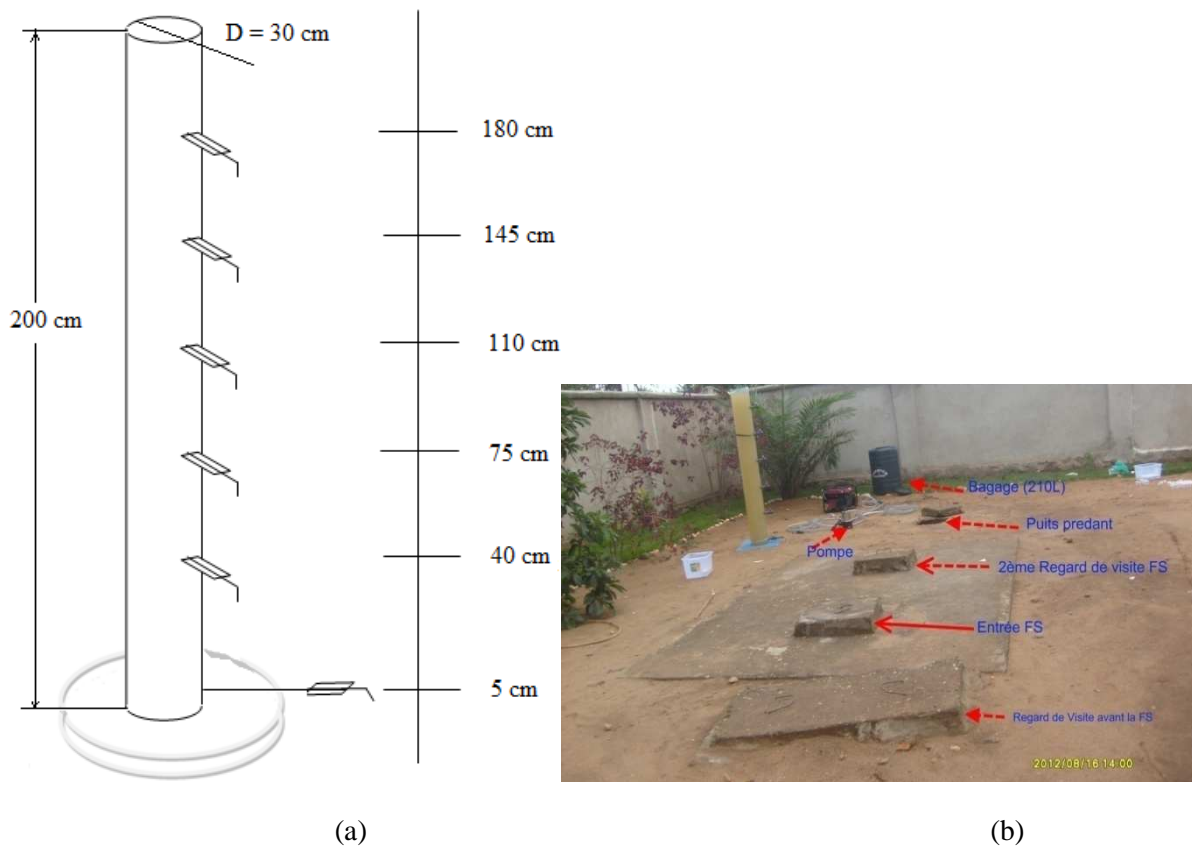 D = 30 cm
180 cm
145 cm
200 cm
110 cm
75 cm
40 cm
5 cm
Bagage (210L)
Puits predant
Pompe
2ème Regard de visite FS
Entrée FS
Regard de Visite avant la FS
2012/08/16 14:00
(a)
(b)